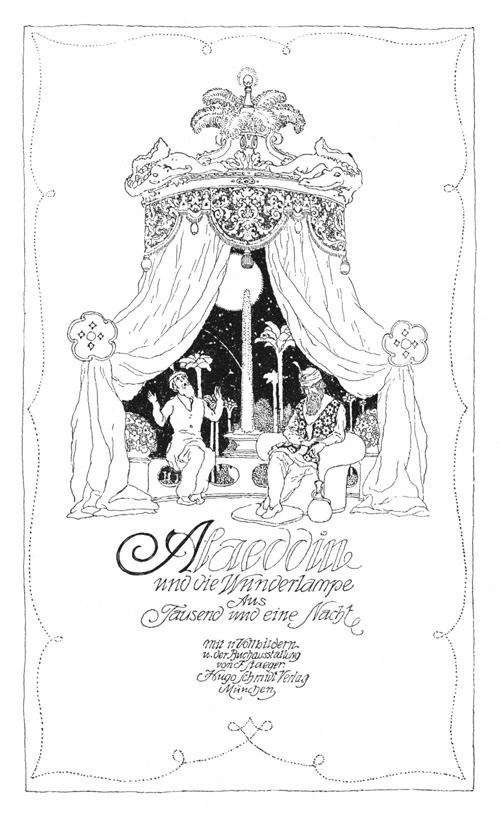 Alaeddin
und die Wunderlampe
Aus
Tausend und eine Nacht
mit 11 Vollbildern
u. der Buchausstattung
von F. Staeger.
Hugo Schmidt Verlag
München